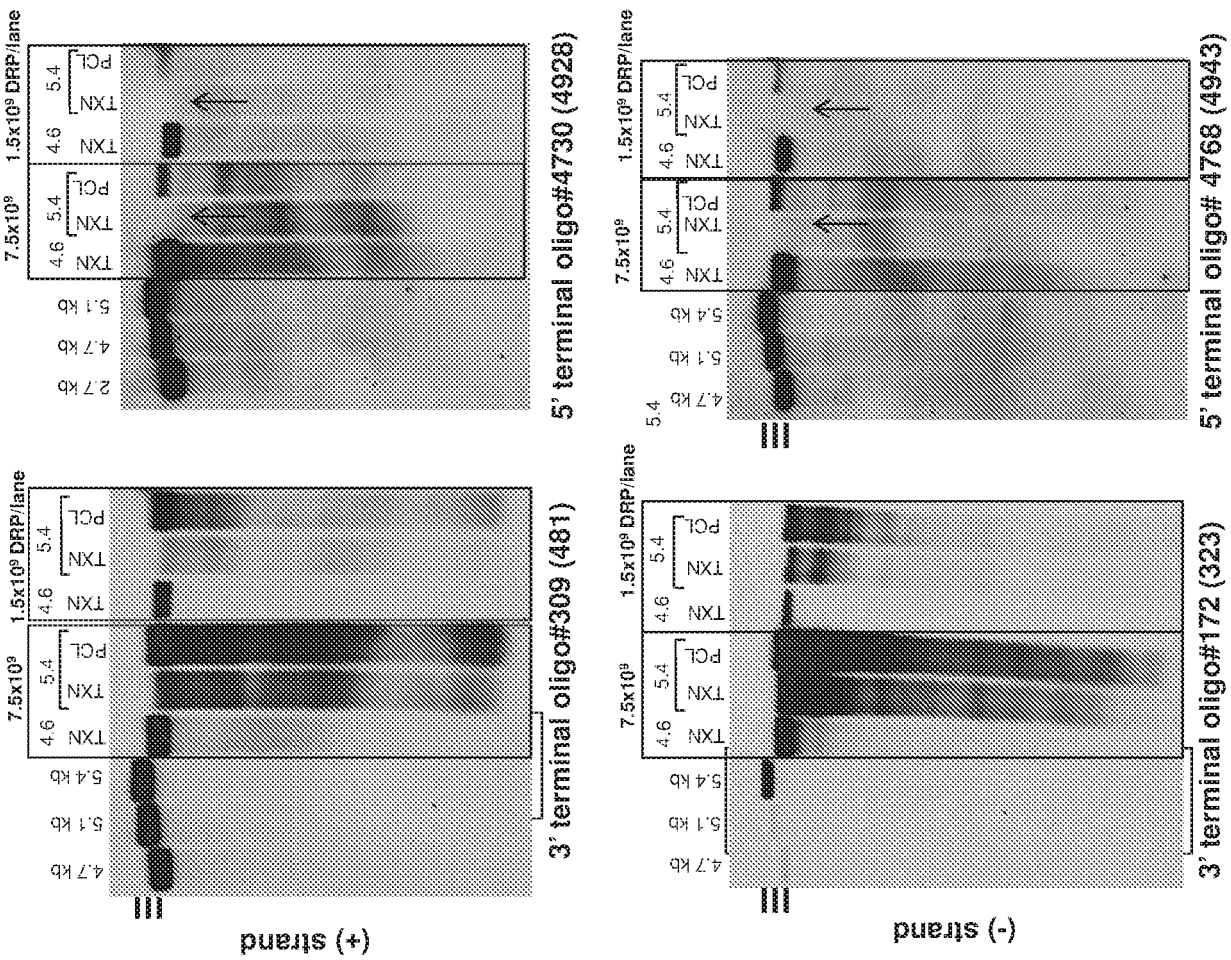 7.5x10⁹
1.5x10⁹ DRP/lane
4.6
5.4
4.6
5.4
4.7 kb
5.1 kb
5.4 kb
TXN
TXN
PCL
TXN
TXN
PCL
(+) strand
3' terminal oligo#309 (481)
7.5x10⁹
1.5x10⁹ DRP/lane
4.6
5.4
4.6
5.4
2.7 kb
4.7 kb
5.1 kb
TXN
TXN
PCL
TXN
TXN
PCL
5' terminal oligo#4730 (4928)
7.5x10⁹
1.5x10⁹ DRP/lane
4.6
5.4
4.6
5.4
4.7 kb
5.1 kb
5.4 kb
TXN
TXN
PCL
TXN
TXN
PCL
(-) strand
3' terminal oligo#172 (323)
7.5x10⁹
1.5x10⁹ DRP/lane
4.6
5.4
4.6
5.4
5.4
4.7 kb
5.1 kb
5.4 kb
TXN
TXN
PCL
TXN
TXN
PCL
5' terminal oligo# 4768 (4943)